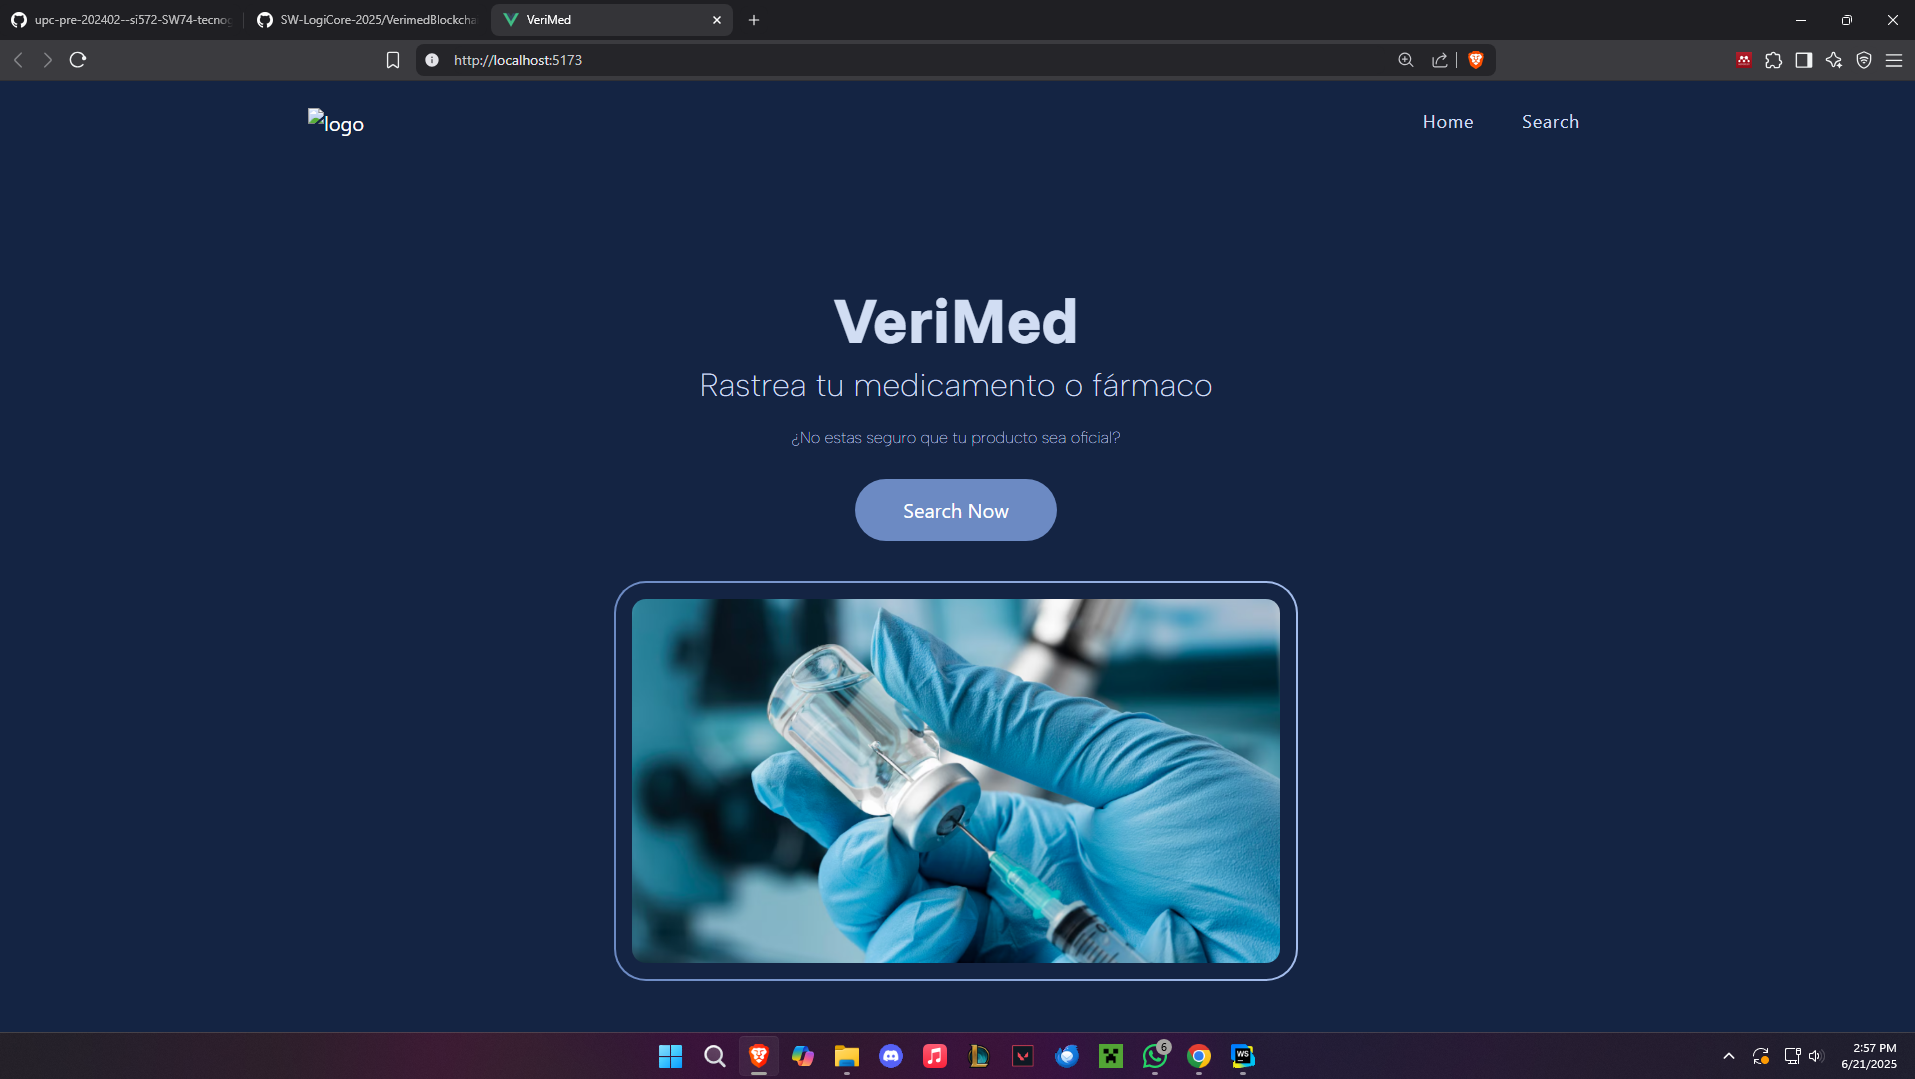 upc-pre-202402--si572-SW74-tecnog
SW-LogiCore-2025/VerimedBlockcha
VeriMed
http://localhost:5173
logo
Home
Search
VeriMed
Rastrea tu medicamento o fármaco
¿No estas seguro que tu producto sea oficial?
Search Now
6
WS
2:57 PM
6/21/2025